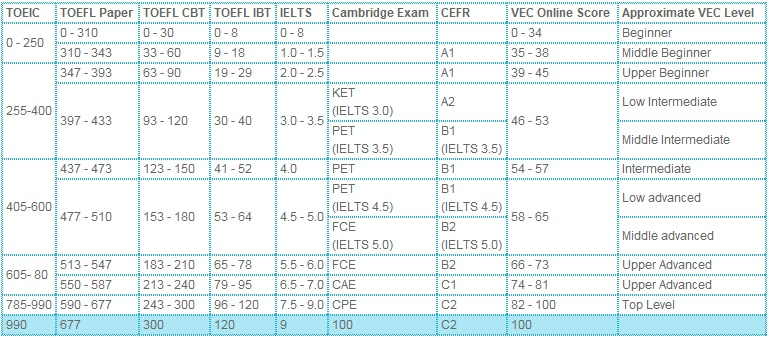 TOEIC TOEFL Paper TOEFL CBT TOEFL IBT IELTS Cambridge Exam CEFR VEC Online Score Approximate VEC Level
0 - 250 0 - 310 0 - 30 0 - 8 0 - 8 0 - 34 Beginner
310 - 343 33 - 60 9 - 18 1.0 - 1.5 A1 35 - 38 Middle Beginner
255-400 347 - 393 63 - 90 19 - 29 2.0 - 2.5 A1 39 - 45 Upper Beginner
397 - 433 93 - 120 30 - 40 3.0 - 3.5 KET A2 46 - 53 Low Intermediate
(IELTS 3.0)
PET B1 Middle Intermediate
(IELTS 3.5) (IELTS 3.5)
405-600 437 - 473 123 - 150 41 - 52 4.0 PET B1 54 - 57 Intermediate
477 - 510 153 - 180 53 - 64 4.5 - 5.0 PET B1 58 - 65 Low advanced
(IELTS 4.5) (IELTS 4.5)
FCE B2 Middle advanced
(IELTS 5.0) (IELTS 5.0)
605- 80 513 - 547 183 - 210 65 - 78 5.5 - 6.0 FCE B2 66 - 73 Upper Advanced
550 - 587 213 - 240 79 - 95 6.5 - 7.0 CAE C1 74 - 81 Upper Advanced
785-990 590 - 677 243 - 300 96 - 120 7.5 - 9.0 CPE C2 82 - 100 Top Level
990 677 300 120 9 100 C2 100